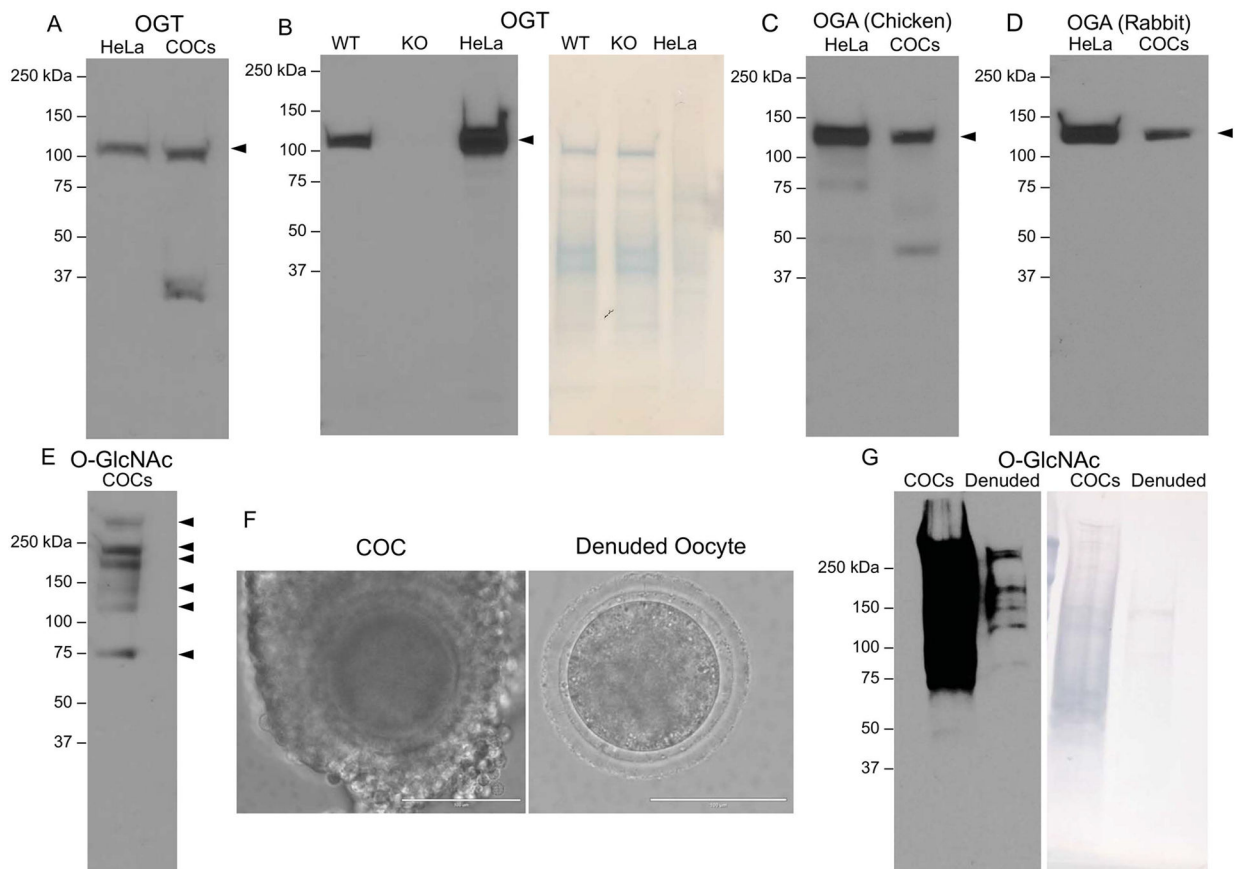 A
OGT
HeLa COCs
250 kDa
150
100
75
50
37
B
OGT
WT KO HeLa
WT KO HeLa
250 kDa
150
100
75
50
37
C
OGA (Chicken)
HeLa COCs
250 kDa
150
100
75
50
37
D
OGA (Rabbit)
HeLa COCs
250 kDa
150
100
75
50
37
E
O-GlcNAc
COCs
250 kDa
150
100
75
50
37
F
COC
Denuded Oocyte
G
O-GlcNAc
COCs Denuded
COCs Denuded
250 kDa
150
100
75
50
37